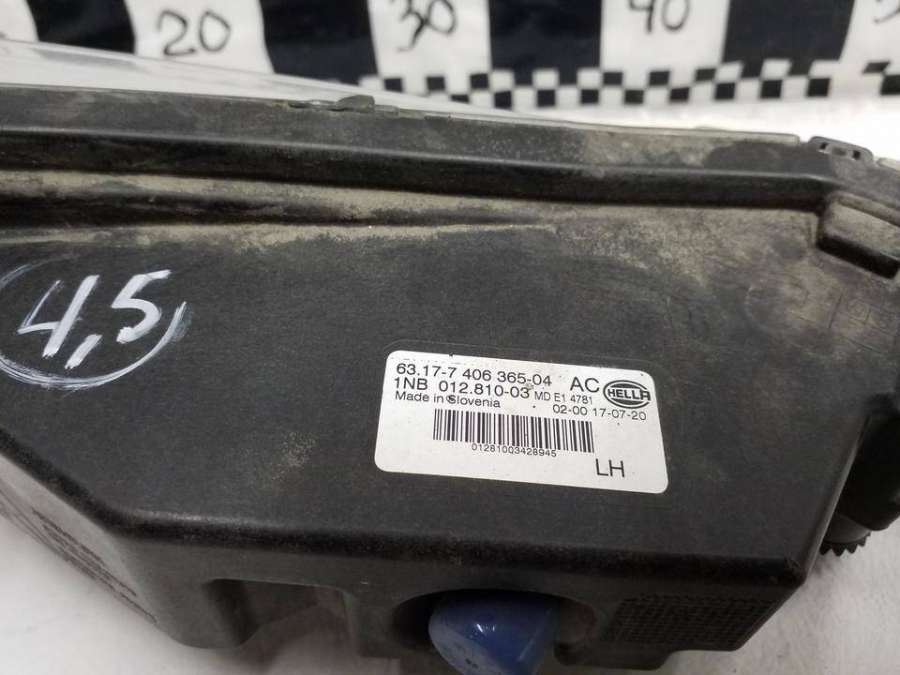 20 30 40
4,5
63.17-7 406 365-04 AC HELLA
1NB 012.810-03 MD E1 4781
Made in Slovenia 02-00 17-07-20
01281003428945
LH